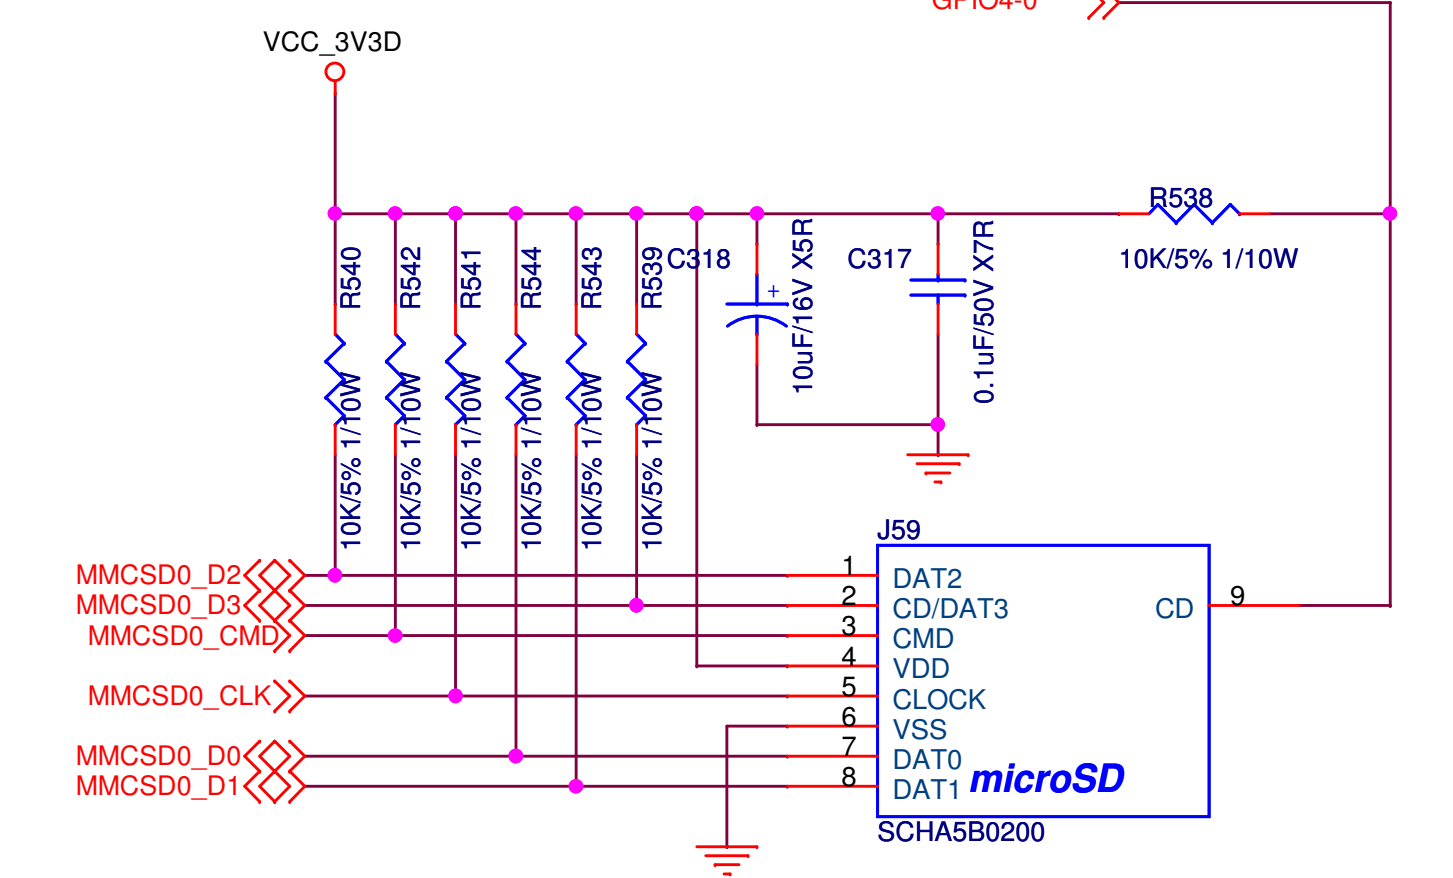 GPIO4-0
VCC_3V3D
R538
10K/5% 1/10W
R540
R542
R541
R544
R543
R539
C318
10uF/16V X5R
+
C317
0.1uF/50V X7R
10K/5% 1/10W
10K/5% 1/10W
10K/5% 1/10W
10K/5% 1/10W
10K/5% 1/10W
10K/5% 1/10W
J59
MMCSD0_D2 1 DAT2
MMCSD0_D3 2 CD/DAT3 CD 9
MMCSD0_CMD 3 CMD
4 VDD
MMCSD0_CLK 5 CLOCK
6 VSS
MMCSD0_D0 7 DAT0
MMCSD0_D1 8 DAT1 microSD
SCHA5B0200